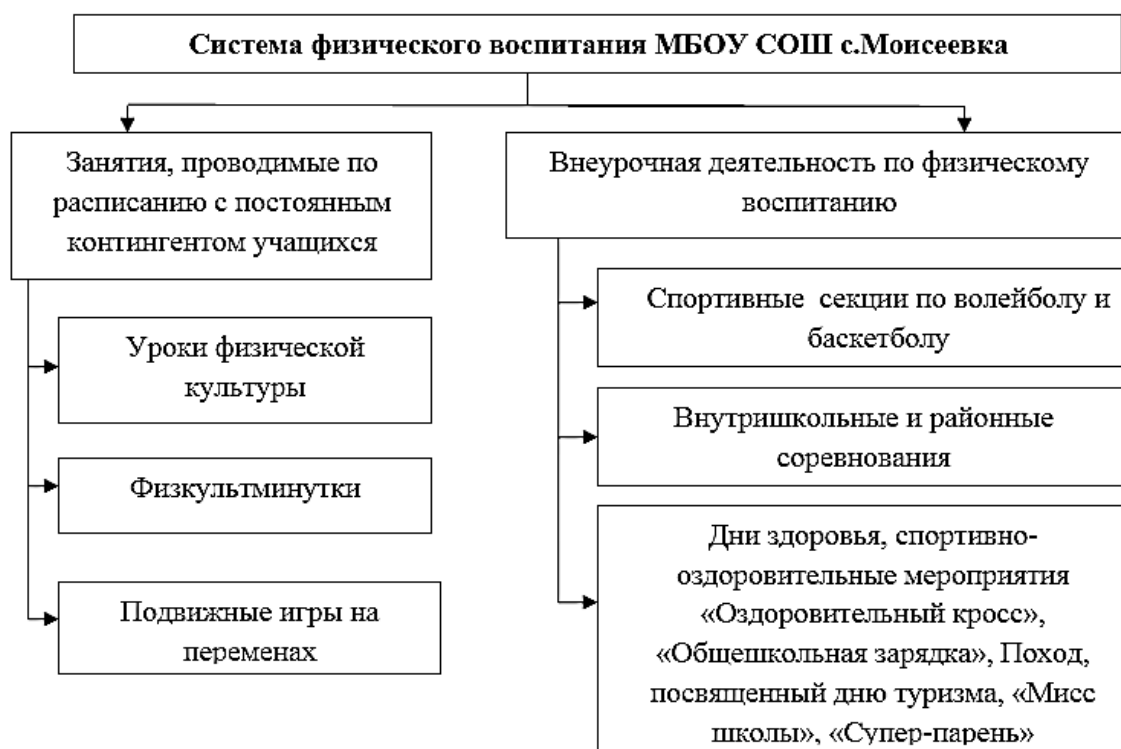 Система физического воспитания МБОУ СОШ с.Моисеевка
Занятия, проводимые по
расписанию с постоянным
контингентом учащихся
Уроки физической
культуры
Физкультминутки
Подвижные игры на
переменах
Внеурочная деятельность по физическому
воспитанию
Спортивные секции по волейболу и
баскетболу
Внутришкольные и районные
соревнования
Дни здоровья, спортивно-
оздоровительные мероприятия
«Оздоровительный кросс»,
«Общешкольная зарядка», Поход,
посвященный дню туризма, «Мисс
школы», «Супер-парень»